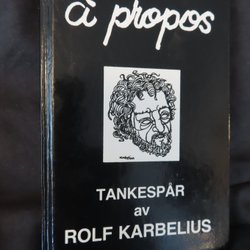 à propos
TANKESPÅR
av
ROLF KARBELIUS